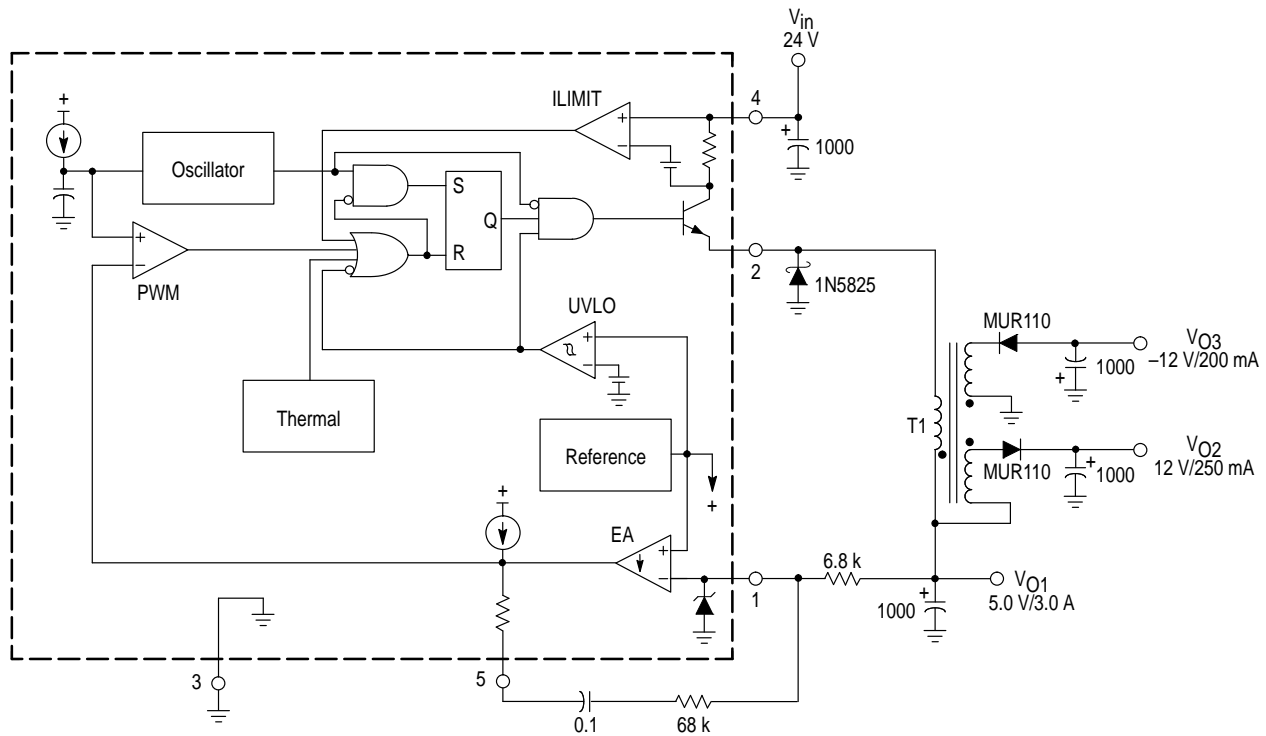 Vin
24 V
4
+
1000
ILIMIT
+
–
+
Oscillator
S
Q
R
+
–
PWM
2
1N5825
UVLO
+
–
MUR110
VO3
–12 V/200 mA
1000
+
Thermal
T1
Reference
+
MUR110
VO2
12 V/250 mA
+
1000
+
EA
+
–
1
6.8 k
VO1
5.0 V/3.0 A
+
1000
3
5
0.1
68 k